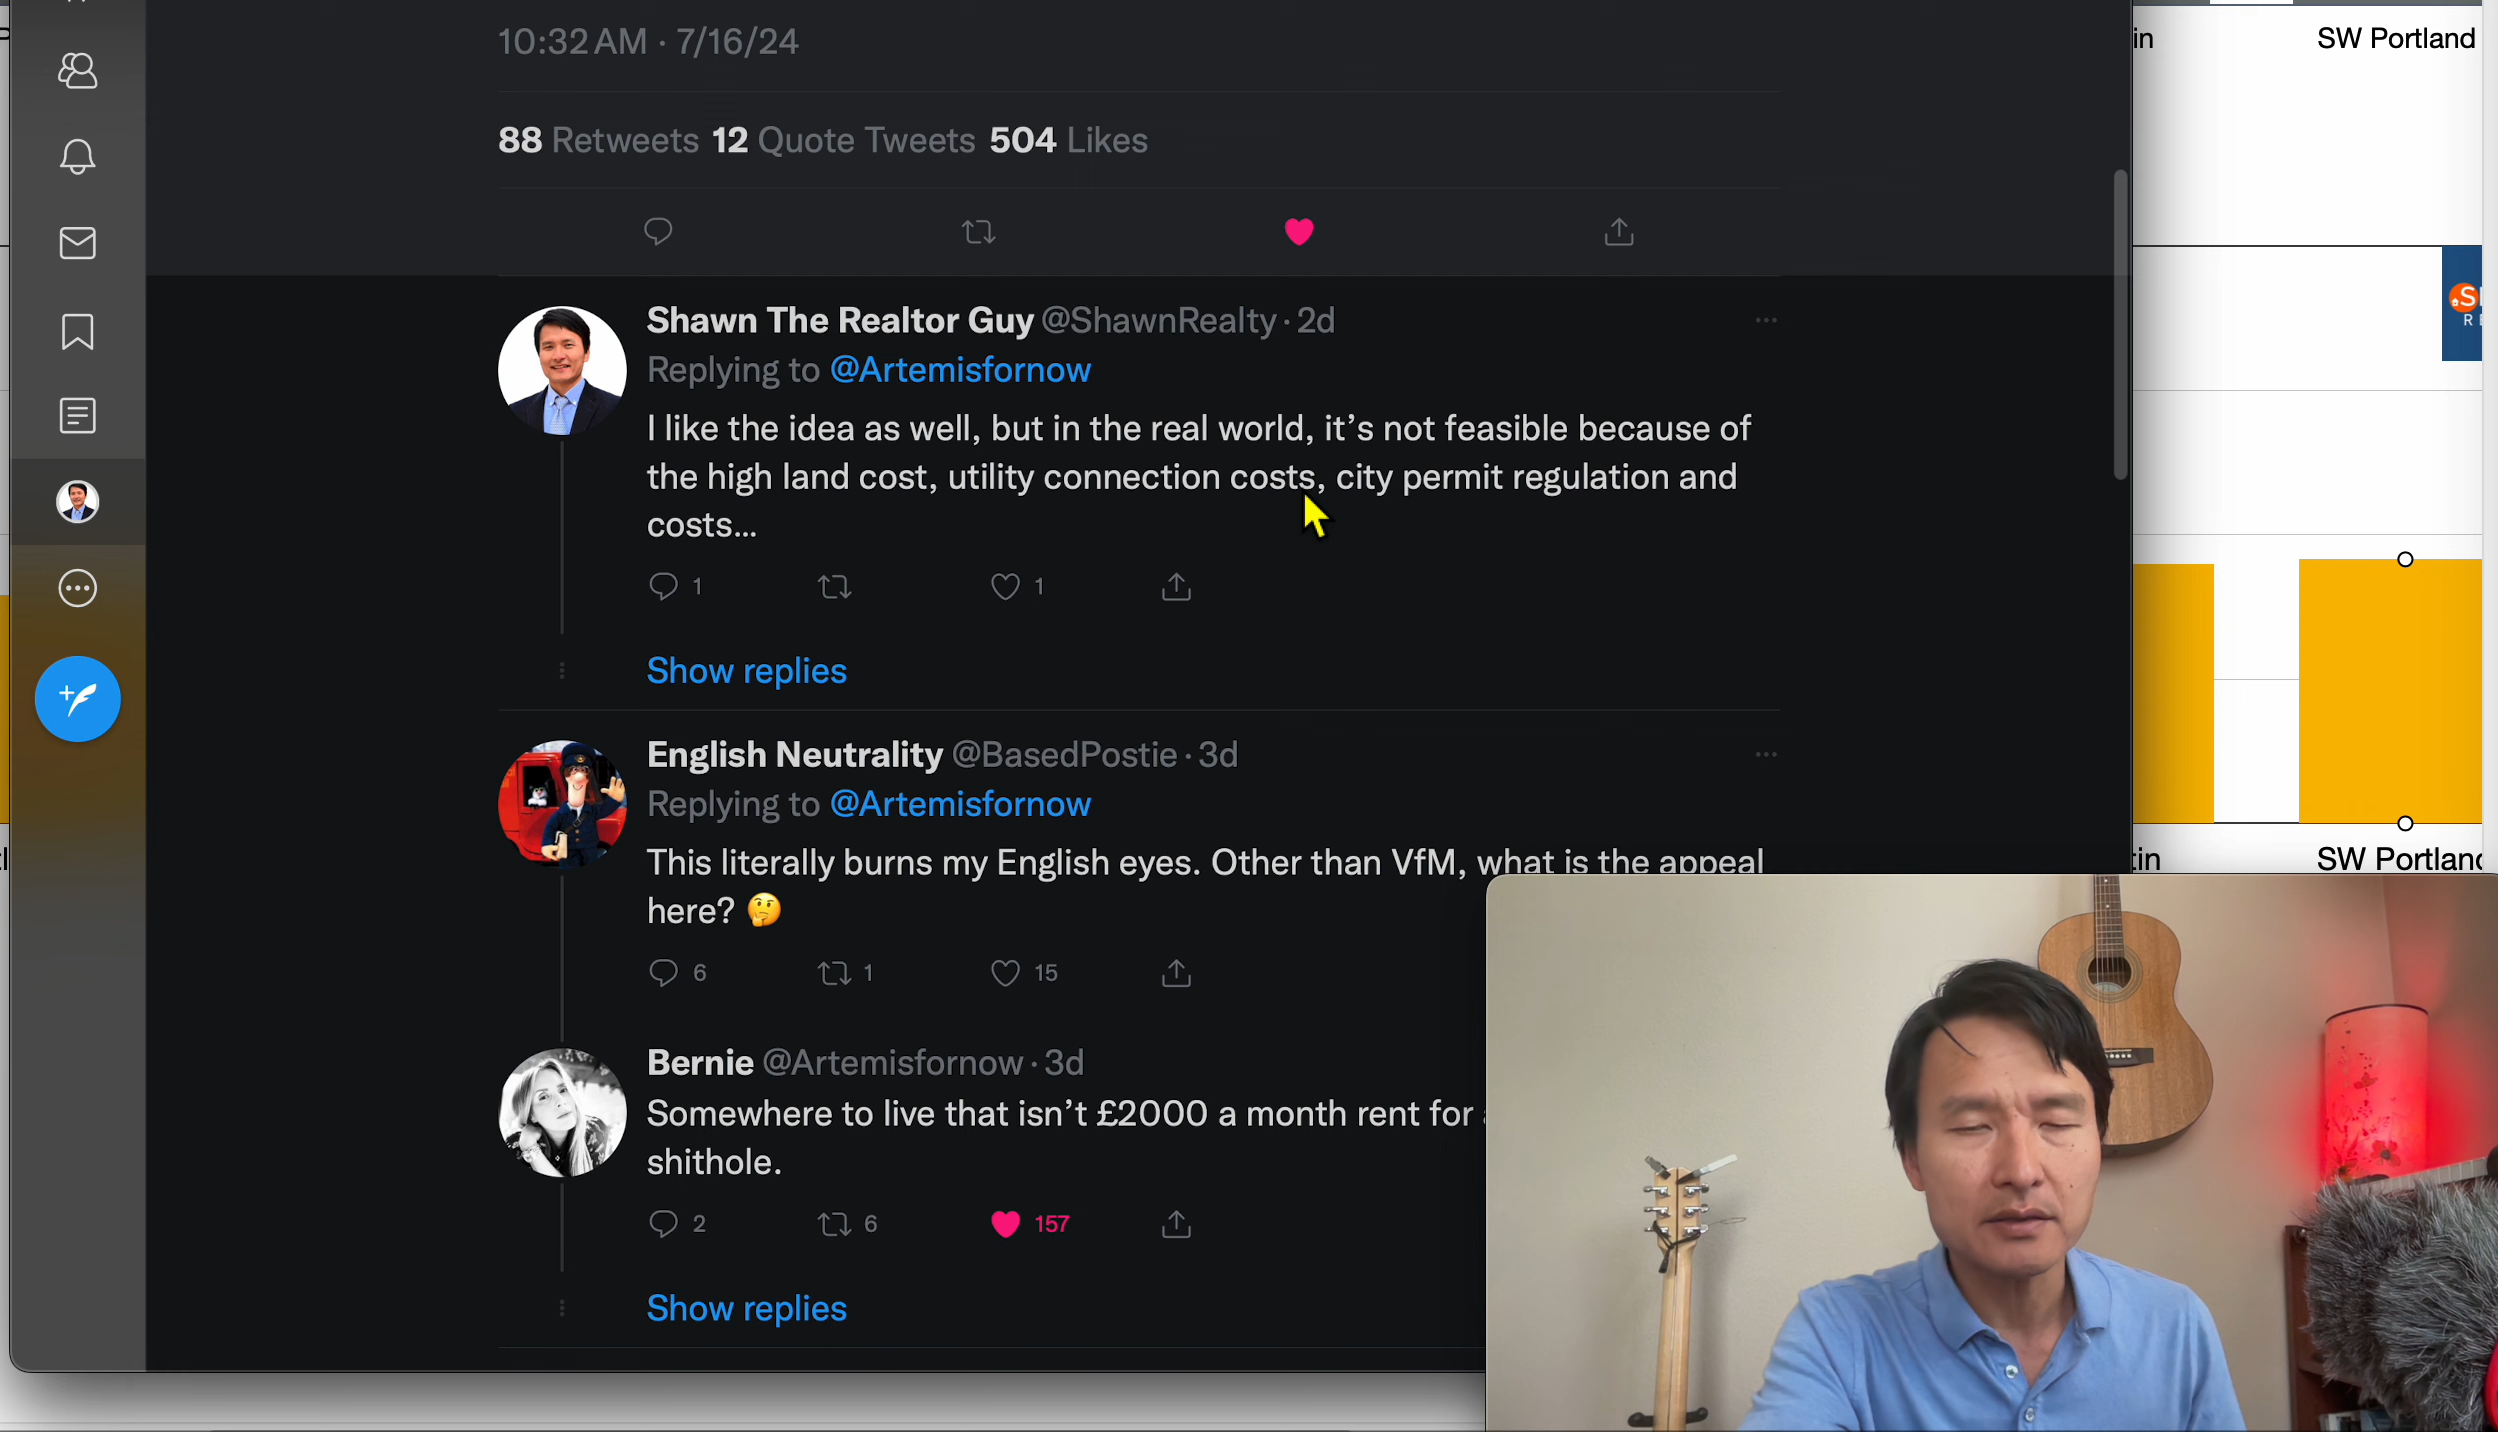 in
SW Portland
10:32 AM · 7/16/24
88 Retweets 12 Quote Tweets 504 Likes
Shawn The Realtor Guy @ShawnRealty · 2d
Replying to @Artemisfornow
I like the idea as well, but in the real world, it's not feasible because of
the high land cost, utility connection costs, city permit regulation and
costs...
1
1
Show replies
English Neutrality @BasedPostie · 3d
Replying to @Artemisfornow
This literally burns my English eyes. Other than VfM, what is the appeal
here? 🤔
6
1
15
Bernie @Artemisfornow · 3d
Somewhere to live that isn't £2000 a month rent for
shithole.
2
6
157
Show replies
in
SW Portland